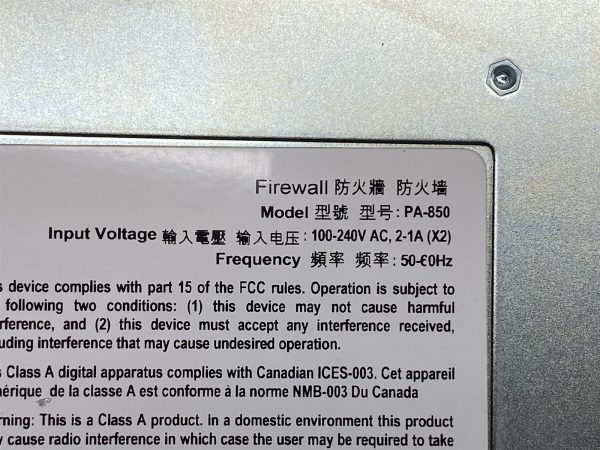 Firewall 防火牆 防火墙
Model 型號 型号: PA-850
Input Voltage 輸入電壓 输入电压: 100-240V AC, 2-1A (X2)
Frequency 頻率 频率: 50-60Hz
device complies with part 15 of the FCC rules. Operation is subject to
following two conditions: (1) this device may not cause harmful
and (2) this device must accept any interference received,
interference that may cause undesired operation.
Class A digital apparatus complies with Canadian ICES-003. Cet appareil
de la classe A est conforme à la norme NMB-003 Du Canada
This is a Class A product. In a domestic environment this product
cause radio interference in which case the user may be required to take